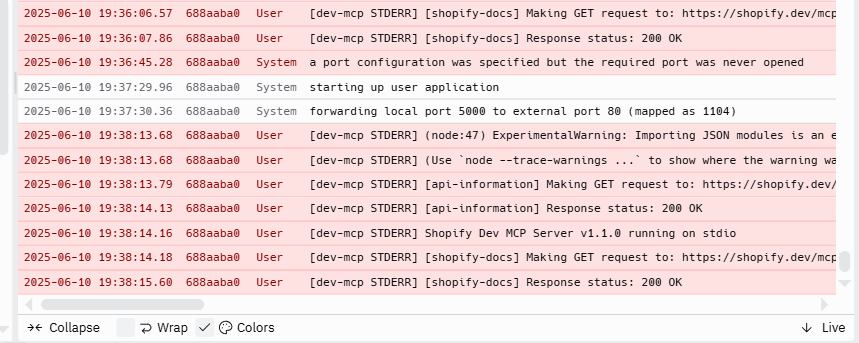 2025-06-10 19:36:06.57 688aaba0 User [dev-mcp STDERR] [shopify-docs] Making GET request to: https://shopify.dev/mcp
2025-06-10 19:36:07.86 688aaba0 User [dev-mcp STDERR] [shopify-docs] Response status: 200 OK
2025-06-10 19:36:45.28 688aaba0 System a port configuration was specified but the required port was never opened
2025-06-10 19:37:29.96 688aaba0 System starting up user application
2025-06-10 19:37:30.36 688aaba0 System forwarding local port 5000 to external port 80 (mapped as 1104)
2025-06-10 19:38:13.68 688aaba0 User [dev-mcp STDERR] (node:47) ExperimentalWarning: Importing JSON modules is an e
2025-06-10 19:38:13.68 688aaba0 User [dev-mcp STDERR] (Use `node --trace-warnings ...` to show where the warning wa
2025-06-10 19:38:13.79 688aaba0 User [dev-mcp STDERR] [api-information] Making GET request to: https://shopify.dev/
2025-06-10 19:38:14.13 688aaba0 User [dev-mcp STDERR] [api-information] Response status: 200 OK
2025-06-10 19:38:14.16 688aaba0 User [dev-mcp STDERR] Shopify Dev MCP Server v1.1.0 running on stdio
2025-06-10 19:38:14.18 688aaba0 User [dev-mcp STDERR] [shopify-docs] Making GET request to: https://shopify.dev/mcp
2025-06-10 19:38:15.60 688aaba0 User [dev-mcp STDERR] [shopify-docs] Response status: 200 OK
Collapse Wrap Colors Live